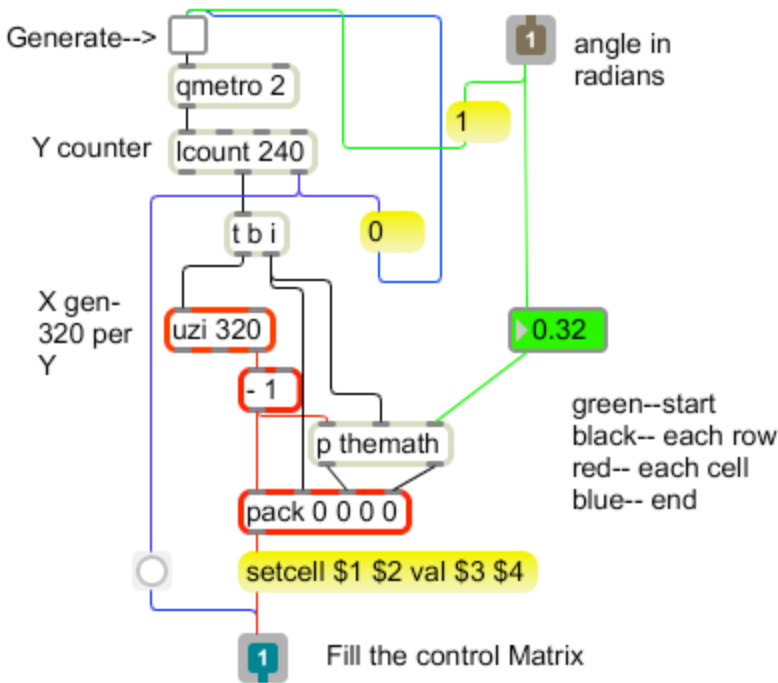 1
angle in
radians
Generate-->
qmetro 2
1
Y counter
lcount 240
t b i
0
X gen-
320 per
Y
uzi 320
0.32
- 1
green--start
black-- each row
red-- each cell
blue-- end
p themath
pack 0 0 0 0
setcell $1 $2 val $3 $4
1
Fill the control Matrix